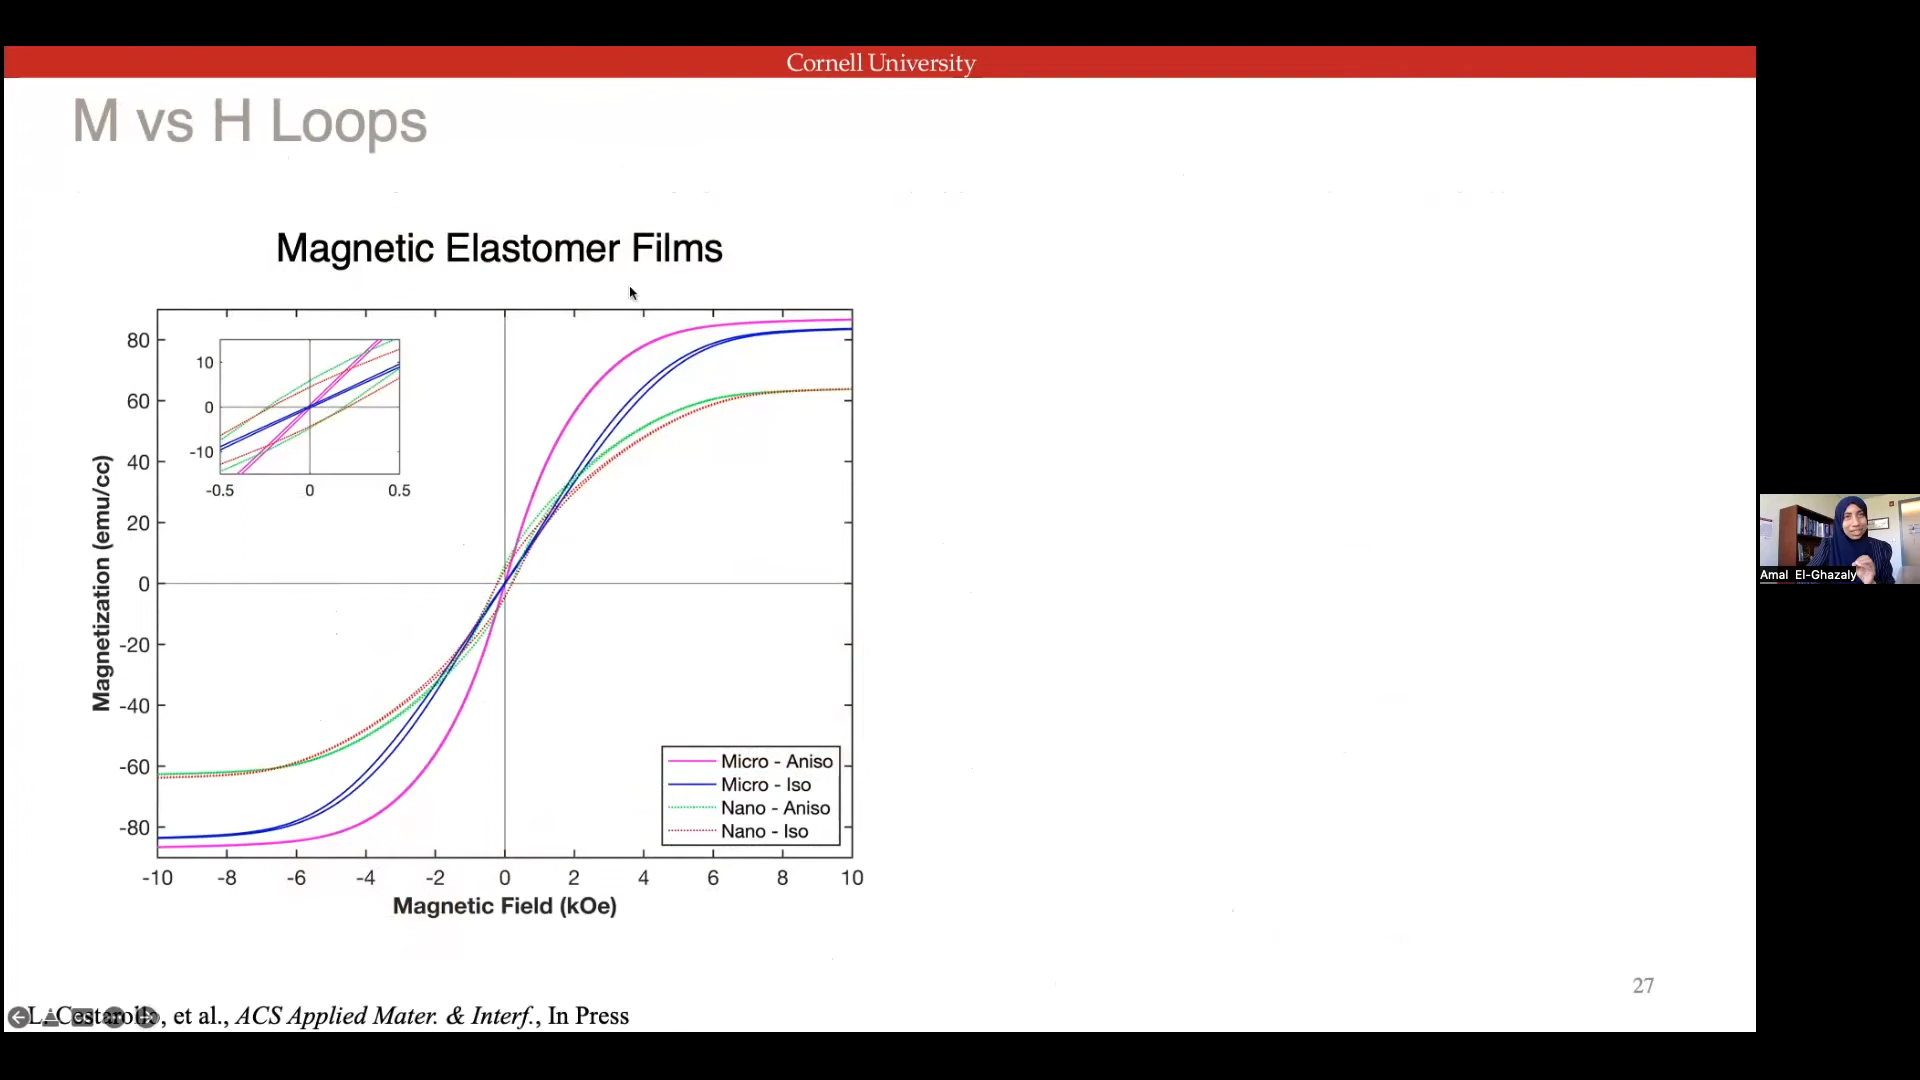 Cornell University
M vs H Loops
Magnetic Elastomer Films
80
60
40
20
0
-20
-40
-60
-80
Magnetization (emu/cc)
10
0
-10
-0.5 0 0.5
Micro - Aniso
Micro - Iso
Nano - Aniso
Nano - Iso
-10 -8 -6 -4 -2 0 2 4 6 8 10
Magnetic Field (kOe)
Amal El-Ghazaly
27
L. Costarollo, et al., ACS Applied Mater. & Interf., In Press